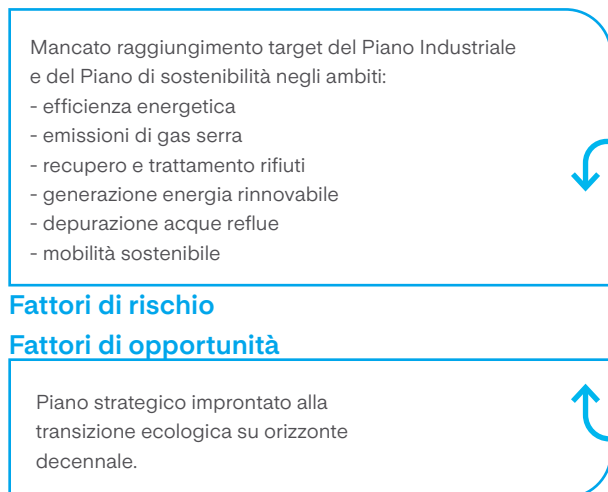 Mancato raggiungimento target del Piano Industriale
e del Piano di sostenibilità negli ambiti:
- efficienza energetica
- emissioni di gas serra
- recupero e trattamento rifiuti
- generazione energia rinnovabile
- depurazione acque reflue
- mobilità sostenibile
Fattori di rischio
Fattori di opportunità
Piano strategico improntato alla
transizione ecologica su orizzonte
decennale.